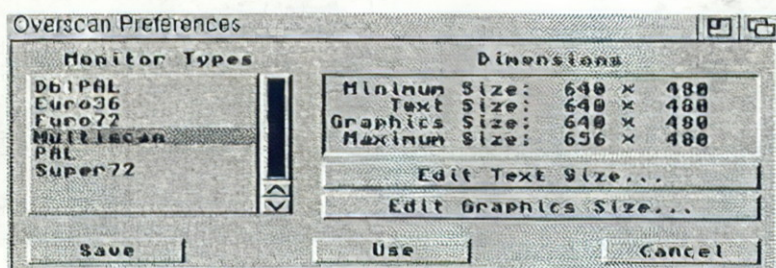 Overscan Preferences
Monitor Types
DblPAL
Euro36
Euro72
Multiscan
PAL
Super72
Dimensions
Minimum Size: 640 × 480
Text Size: 640 × 480
Graphics Size: 640 × 480
Maximum Size: 656 × 480
Edit Text Size...
Edit Graphics Size...
Save
Use
Cancel